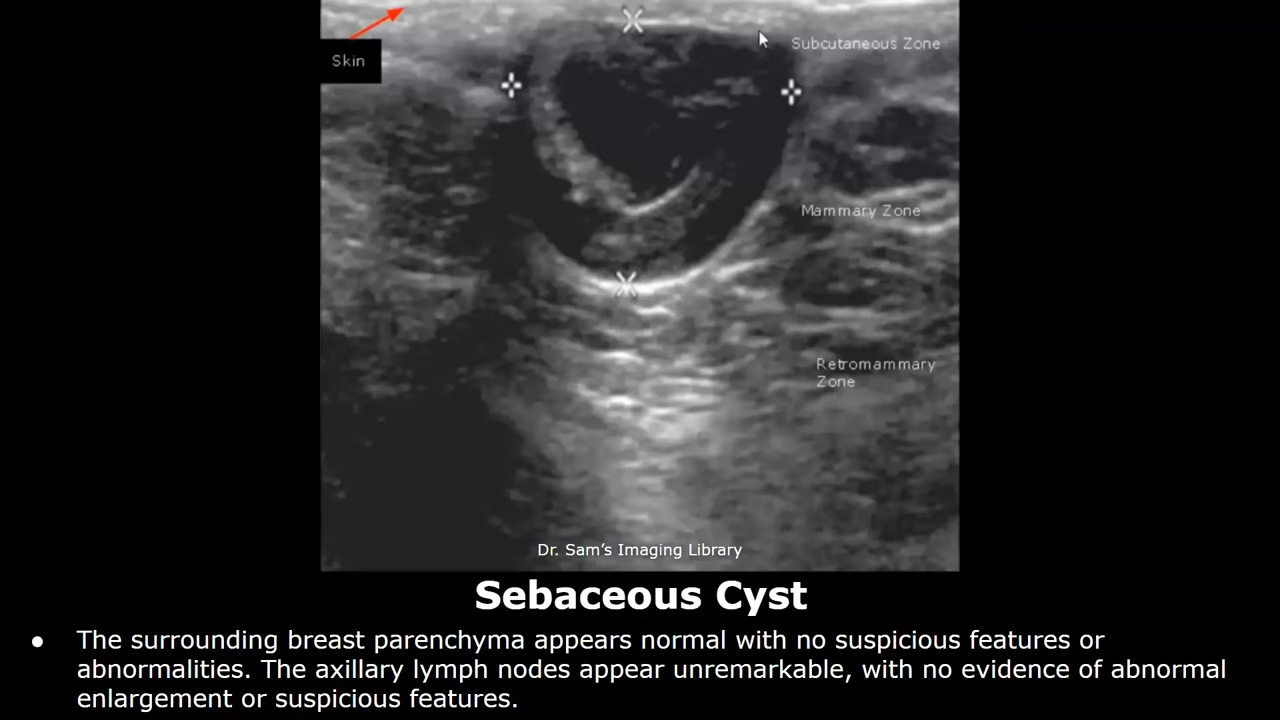 Skin
Subcutaneous Zone
Mammary Zone
Retromammary
Zone
Dr. Sam’s Imaging Library
Sebaceous Cyst
● The surrounding breast parenchyma appears normal with no suspicious features or
abnormalities. The axillary lymph nodes appear unremarkable, with no evidence of abnormal
enlargement or suspicious features.